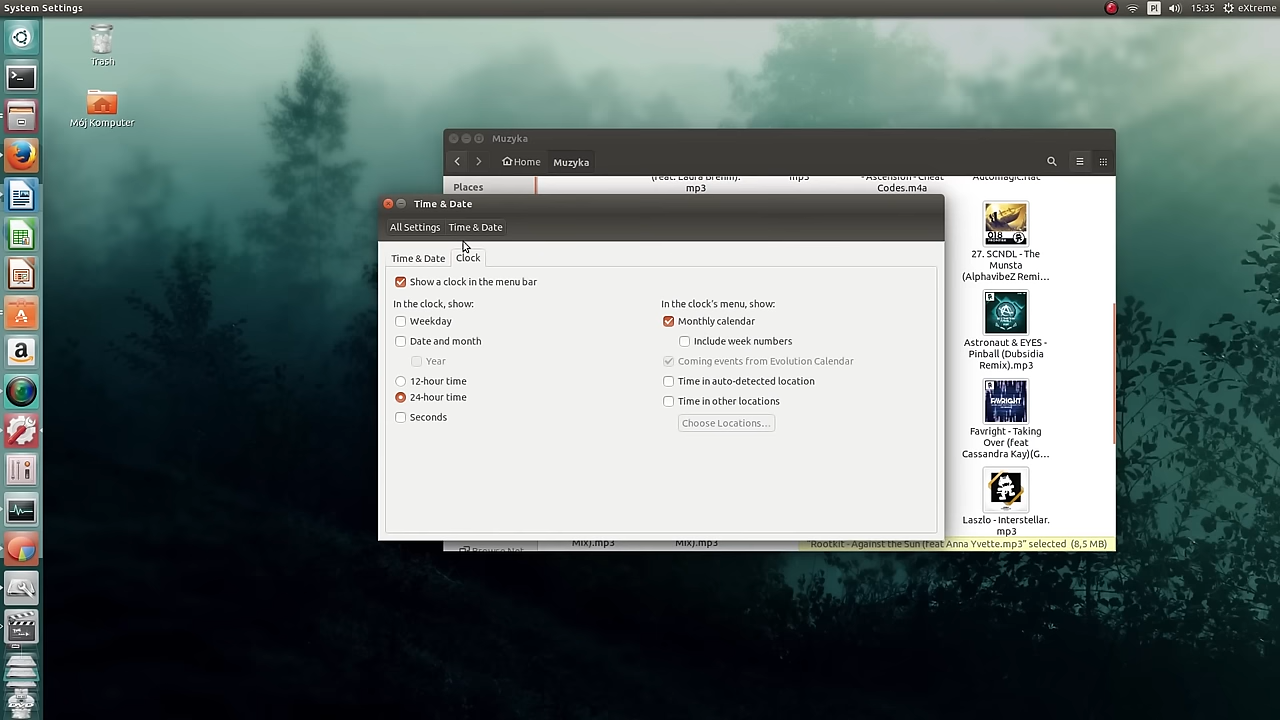 System Settings
Pl
15:35
eXtreme
Trash
Mój Komputer
Muzyka
Home
Muzyka
Places
(feat. Laura Brehm).
mp3
mp3
- Ascension - Cheat
Codes.m4a
Automagic.flac
Time & Date
All Settings
Time & Date
Time & Date
Clock
Show a clock in the menu bar
In the clock, show:
Weekday
Date and month
Year
12-hour time
24-hour time
Seconds
In the clock's menu, show:
Monthly calendar
Include week numbers
Coming events from Evolution Calendar
Time in auto-detected location
Time in other locations
Choose Locations...
018
27. SCNDL - The
Munsta
(AlphavibeZ Remi...
Astronaut & EYES -
Pinball (Dubsidia
Remix).mp3
FAVRIGHT
Favright - Taking
Over (feat
Cassandra Kay)(G...
Laszlo - Interstellar.
mp3
Browse Net
Mix).mp3
Mix).mp3
"Rootkit - Against the Sun (feat Anna Yvette.mp3" selected (8,5 MB)